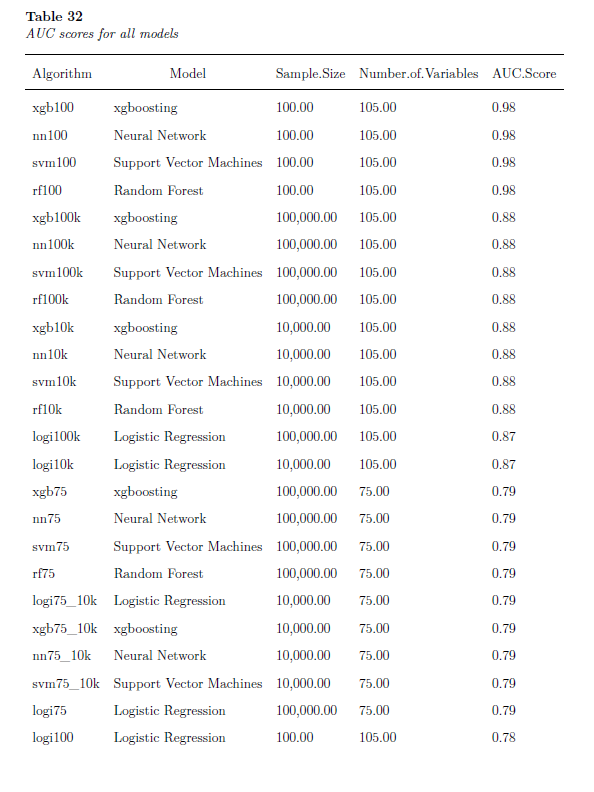 Table 32
AUC scores for all models
Algorithm Model Sample.Size Number.of.Variables AUC.Score
xgb100 xgboosting 100.00 105.00 0.98
nn100 Neural Network 100.00 105.00 0.98
svm100 Support Vector Machines 100.00 105.00 0.98
rf100 Random Forest 100.00 105.00 0.98
xgb100k xgboosting 100,000.00 105.00 0.88
nn100k Neural Network 100,000.00 105.00 0.88
svm100k Support Vector Machines 100,000.00 105.00 0.88
rf100k Random Forest 100,000.00 105.00 0.88
xgb10k xgboosting 10,000.00 105.00 0.88
nn10k Neural Network 10,000.00 105.00 0.88
svm10k Support Vector Machines 10,000.00 105.00 0.88
rf10k Random Forest 10,000.00 105.00 0.88
logi100k Logistic Regression 100,000.00 105.00 0.87
logi10k Logistic Regression 10,000.00 105.00 0.87
xgb75 xgboosting 100,000.00 75.00 0.79
nn75 Neural Network 100,000.00 75.00 0.79
svm75 Support Vector Machines 100,000.00 75.00 0.79
rf75 Random Forest 100,000.00 75.00 0.79
logi75_10k Logistic Regression 10,000.00 75.00 0.79
xgb75_10k xgboosting 10,000.00 75.00 0.79
nn75_10k Neural Network 10,000.00 75.00 0.79
svm75_10k Support Vector Machines 10,000.00 75.00 0.79
logi75 Logistic Regression 100,000.00 75.00 0.79
logi100 Logistic Regression 100.00 105.00 0.78